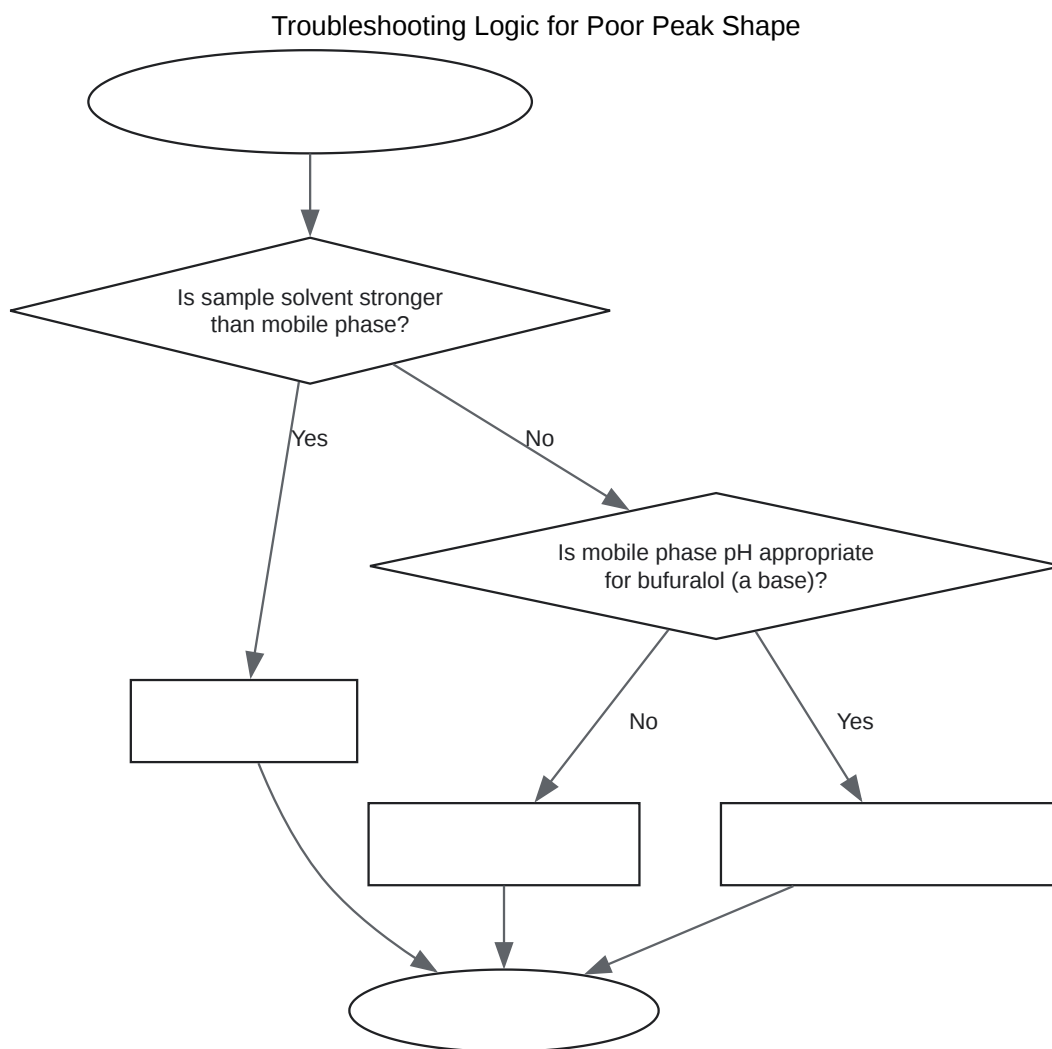 Troubleshooting Logic for Poor Peak Shape
Is sample solvent stronger
than mobile phase?
Yes
No
Is mobile phase pH appropriate
for bufuralol (a base)?
No
Yes